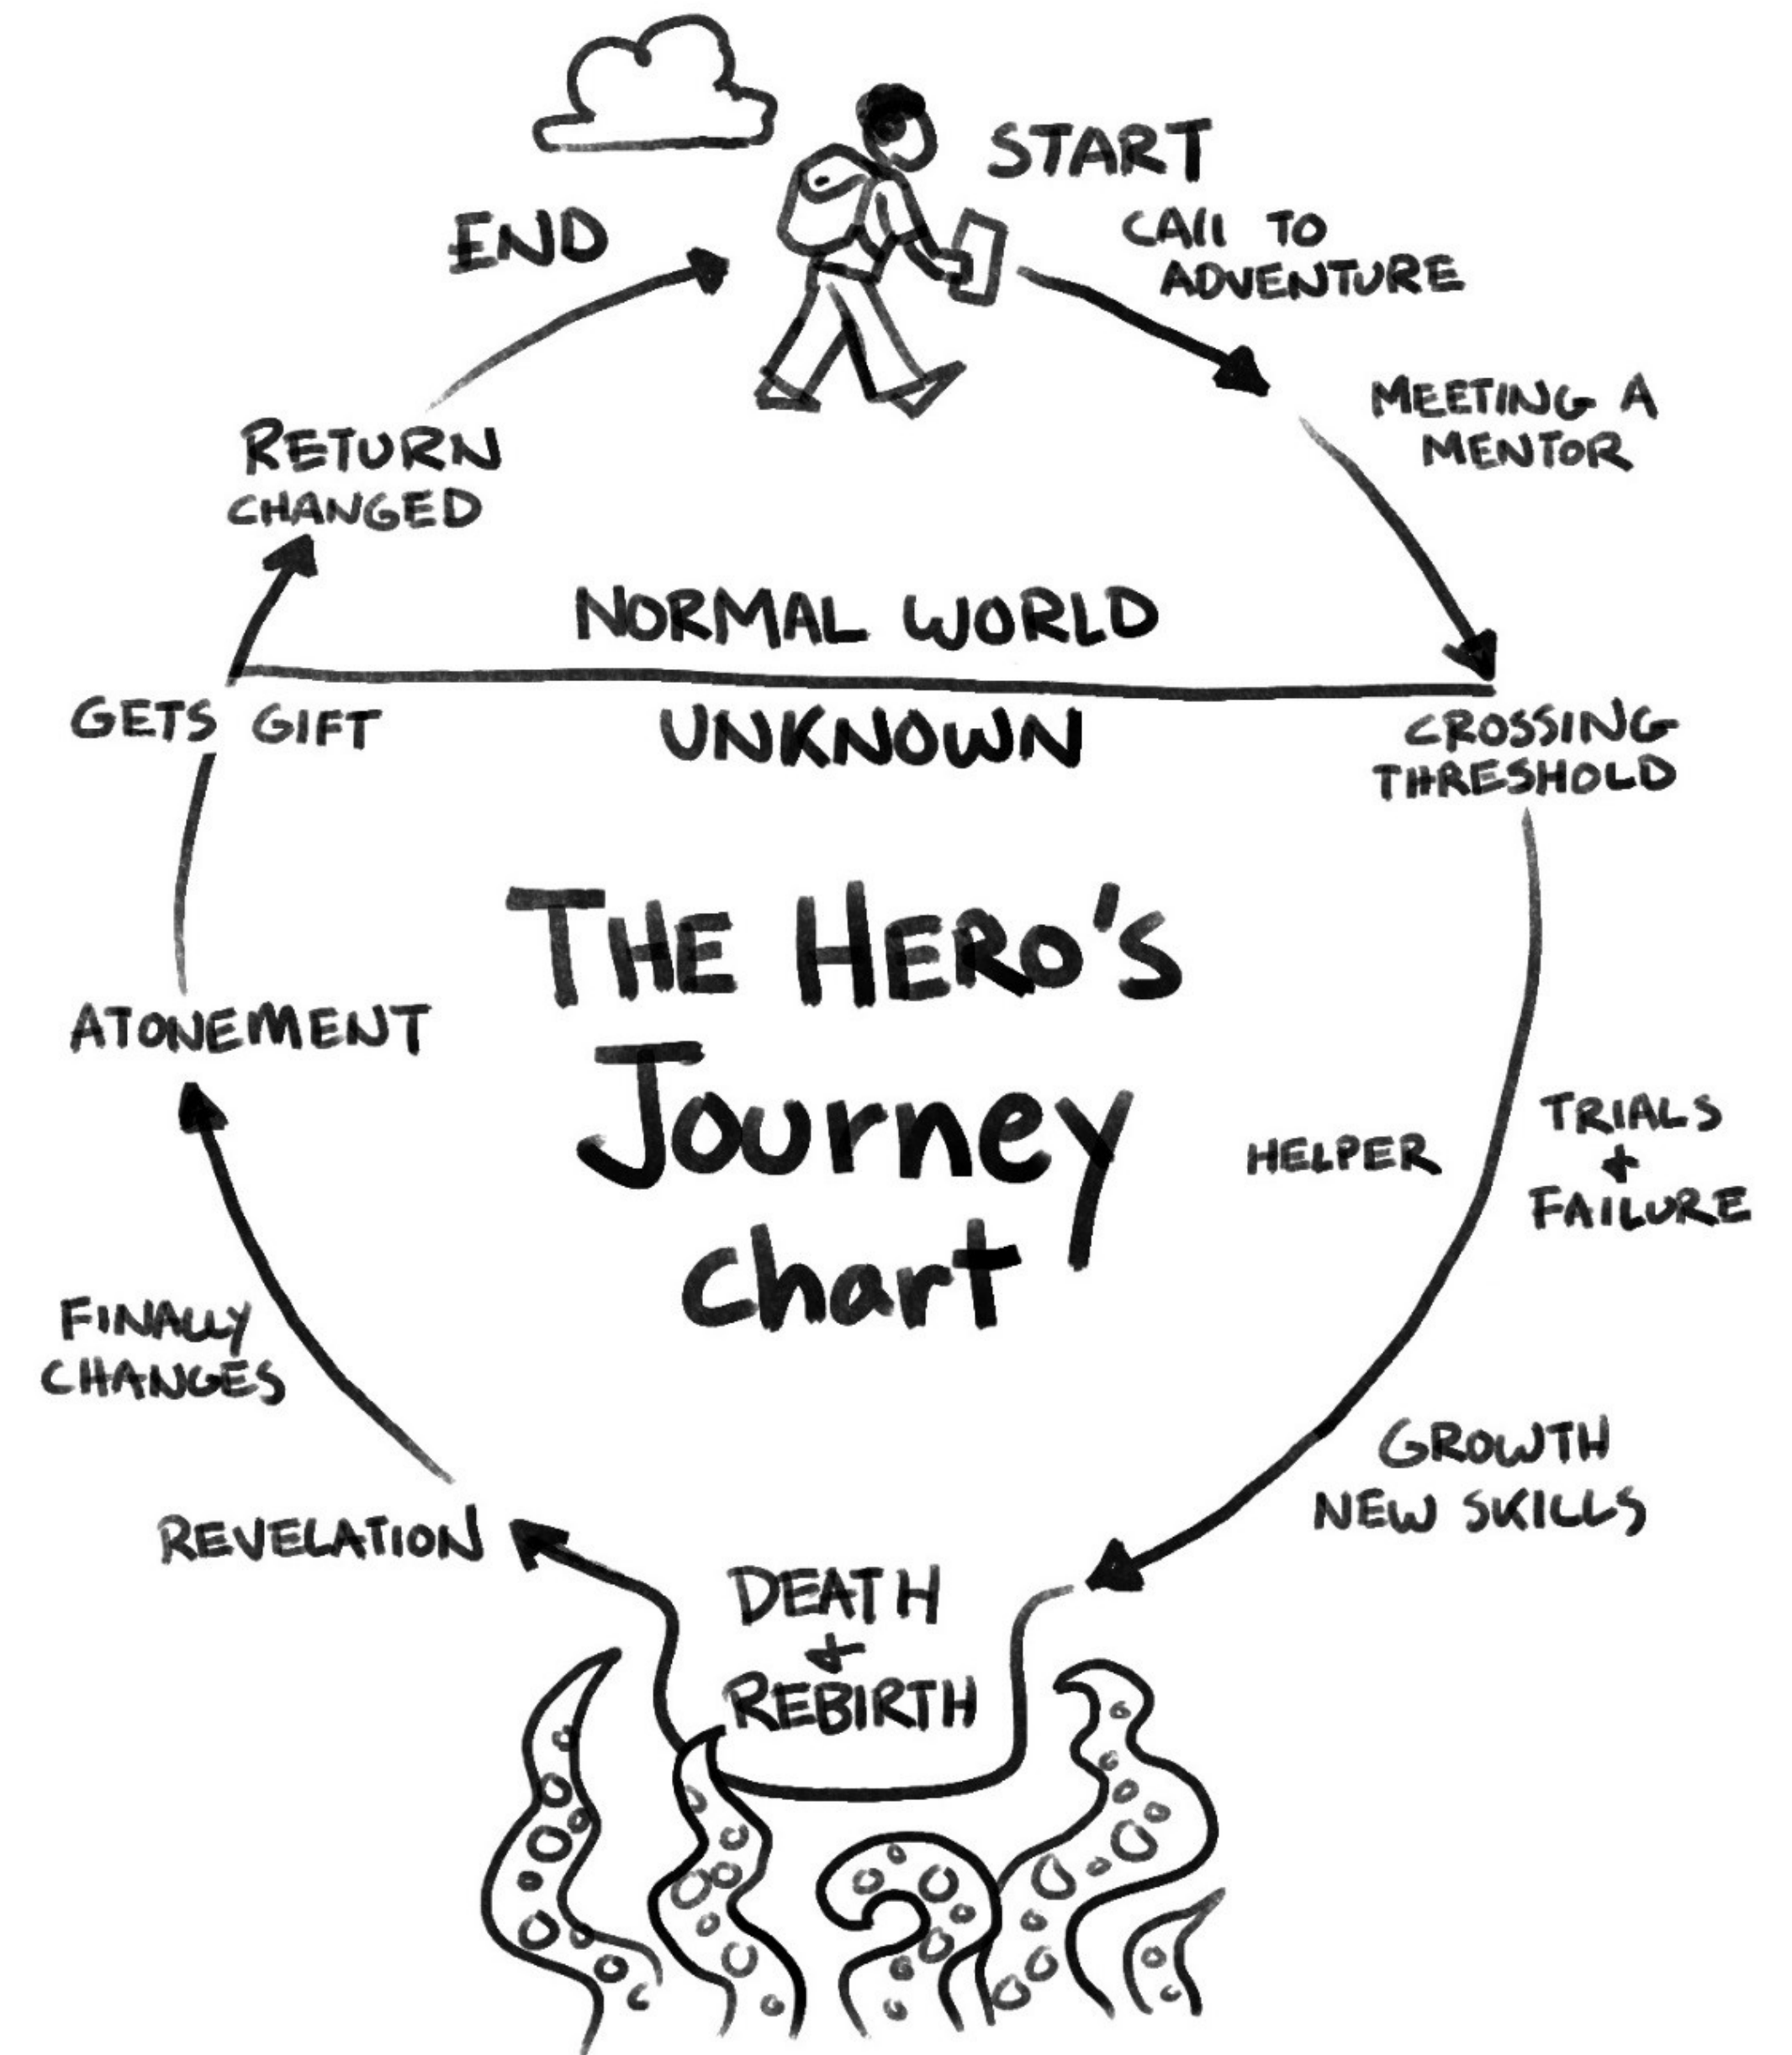 START
CALL TO
ADVENTURE
MEETING A
MENTOR
CROSSING
THRESHOLD
HELPER
TRIALS
+
FAILURE
GROWTH
NEW SKILLS
DEATH
+
REBIRTH
REVELATION
FINALLY
CHANGES
ATONEMENT
GETS GIFT
RETURN
CHANGED
END
NORMAL WORLD
UNKNOWN
THE HERO'S
Journey
chart